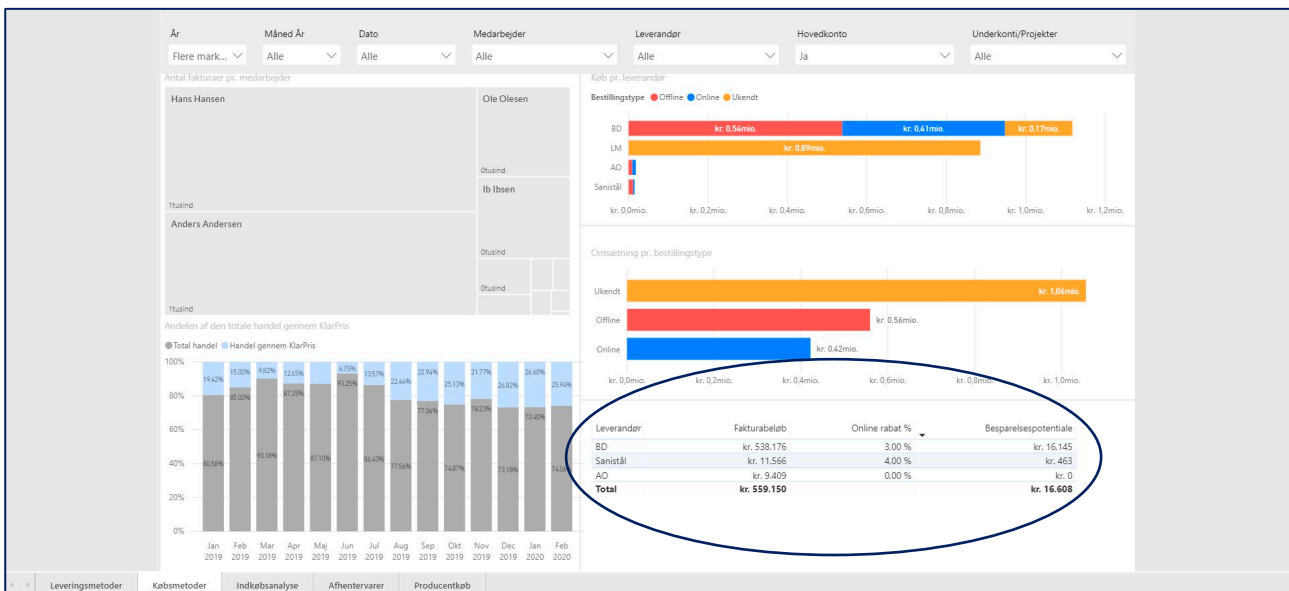 År Måned År Dato Medarbejder Leverandør Hovedkonto Underkonti/Projekter
Flere mark... Alle Alle Alle Alle Ja Alle
Antal fakturaer pr. medarbejder
Hans Hansen
1tusind
Anders Andersen
1tusind
Ole Olesen
0tusind
Ib Ibsen
0tusind
0tusind
Køb pr. leverandør
Bestillingstype Offline Online Ukendt
BD kr. 0,54mio. kr. 0,41mio. kr. 0,17mio.
LM kr. 0,89mio.
AO
Sanistål
kr. 0,0mio. kr. 0,2mio. kr. 0,4mio. kr. 0,6mio. kr. 0,8mio. kr. 1,0mio. kr. 1,2mio.
Omsætning pr. bestillingstype
Ukendt kr. 1,06mio.
Offline kr. 0,56mio.
Online kr. 0,42mio.
kr. 0,0mio. kr. 0,2mio. kr. 0,4mio. kr. 0,6mio. kr. 0,8mio. kr. 1,0mio.
Andelen af den totale handel gennem KlarPris
Total handel Handel gennem KlarPris
100%
80%
60%
40%
20%
0%
19.42% 15.00% 9.82% 12.65% 6.75% 13.57% 22.44% 22.94% 25.13% 21.77% 26.82% 26.60% 25.94%
80.58% 85.00% 90.18% 87.35% 87.10% 93.25% 86.43% 77.56% 77.06% 74.87% 78.23% 73.18% 73.40% 74.06%
Jan Feb Mar Apr Maj Jun Jul Aug Sep Okt Nov Dec Jan Feb
2019 2019 2019 2019 2019 2019 2019 2019 2019 2019 2019 2019 2020 2020
Leverandør Fakturabeløb Online rabat % Besparelsespotentiale
BD kr. 538.176 3,00 % kr. 16.145
Sanistål kr. 11.566 4,00 % kr. 463
AO kr. 9.409 0,00 % kr. 0
Total kr. 559.150 kr. 16.608
Leveringsmetoder Købsmetoder Indkøbsanalyse Afhentervarer Producentkøb